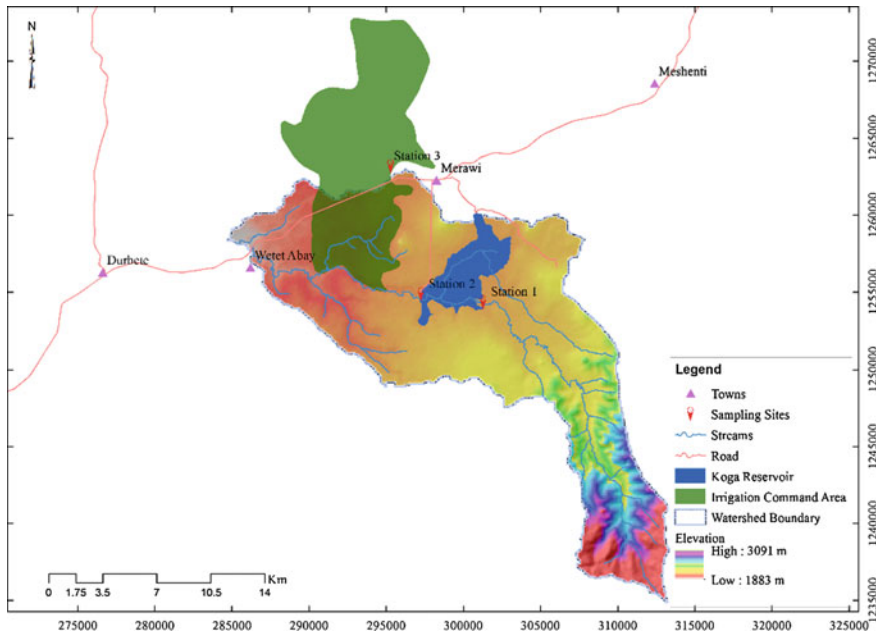 N
1270000
1265000
1260000
1255000
1250000
1245000
1240000
1235000
Meshenti
Station 3
Merawi
Durbete
Wetet Abay
Station 2
Station 1
Legend
Towns
Sampling Sites
Streams
Road
Koga Reservoir
Irrigation Command Area
Watershed Boundary
Elevation
High : 3091 m
Low : 1883 m
Km
0 1.75 3.5 7 10.5 14
275000 280000 285000 290000 295000 300000 305000 310000 315000 320000 325000